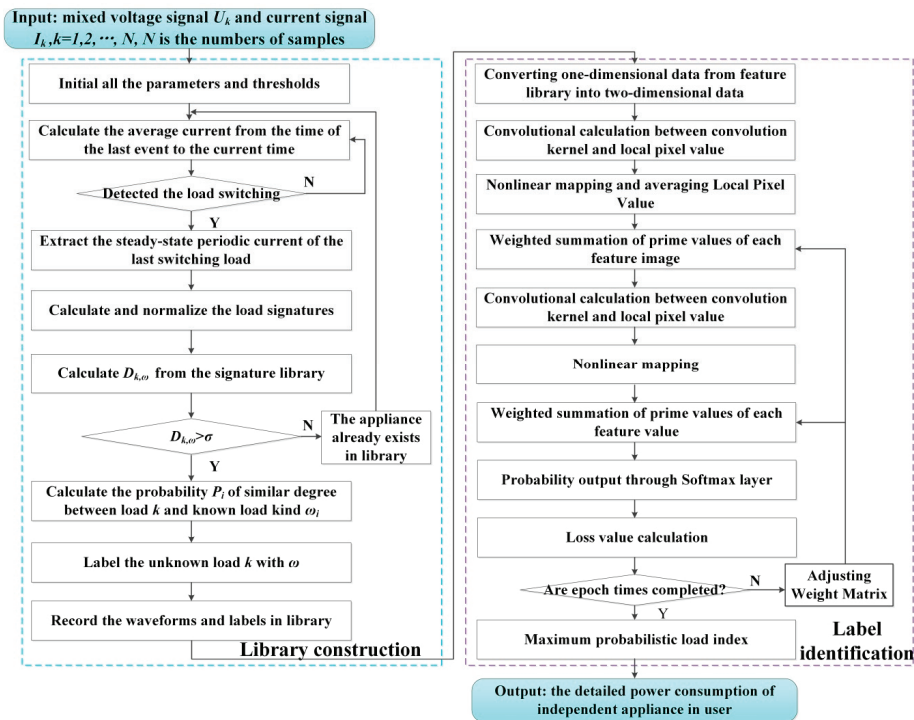 Input: mixed voltage signal Uk and current signal
Ik,k=1,2, ···, N, N is the numbers of samples
Initial all the parameters and thresholds
Calculate the average current from the time of
the last event to the current time
Detected the load switching
N
Y
Extract the steady-state periodic current of the
last switching load
Calculate and normalize the load signatures
Calculate Dk,ω from the signature library
Dk,ω>σ
N
The appliance
already exists
in library
Y
Calculate the probability Pi of similar degree
between load k and known load kind ωi
Label the unknown load k with ω
Record the waveforms and labels in library
Library construction
Converting one-dimensional data from feature
library into two-dimensional data
Convolutional calculation between convolution
kernel and local pixel value
Nonlinear mapping and averaging Local Pixel
Value
Weighted summation of prime values of each
feature image
Convolutional calculation between convolution
kernel and local pixel value
Nonlinear mapping
Weighted summation of prime values of each
feature value
Probability output through Softmax layer
Loss value calculation
Are epoch times completed?
N
Adjusting
Weight Matrix
Y
Maximum probabilistic load index
Label
identification
Output: the detailed power consumption of
independent appliance in user